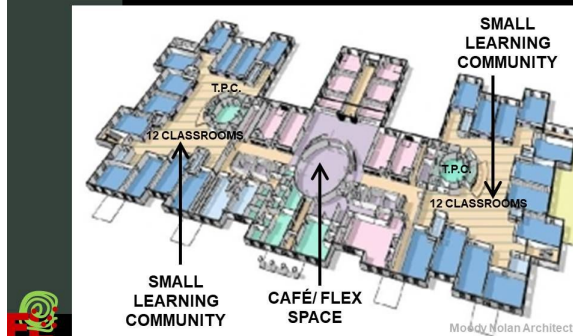 SMALL
LEARNING
COMMUNITY
T.P.C.
12 CLASSROOMS
T.P.C.
12 CLASSROOMS
SMALL
LEARNING
COMMUNITY
CAFÉ/ FLEX
SPACE
Moody Nolan Architect